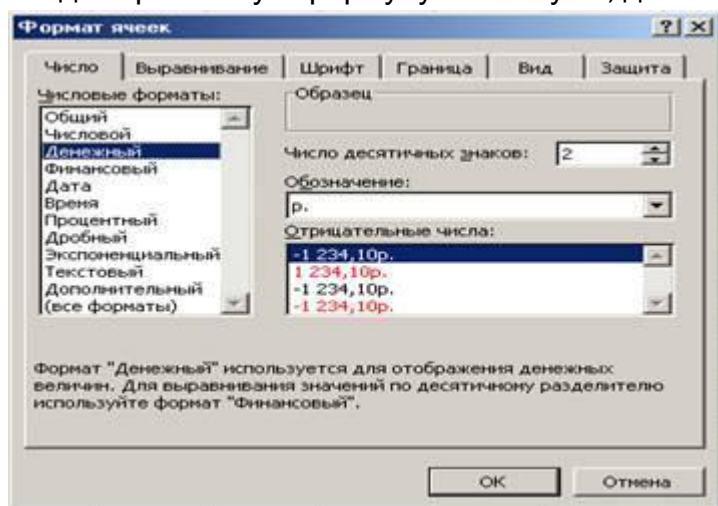 Формат ячеек
Число Выравнивание Шрифт Граница Вид Защита
Числовые форматы:
Общий
Числовой
Денежный
Финансовый
Дата
Время
Процентный
Дробный
Экспоненциальный
Текстовый
Дополнительный
(все форматы)
Образец
Число десятичных знаков: 2
Обозначение:
р.
Отрицательные числа:
-1 234,10р.
1 234,10р.
-1 234,10р.
-1 234,10р.
Формат "Денежный" используется для отображения денежных
величин. Для выравнивания значений по десятичному разделителю
используйте формат "Финансовый".
ОК Отмена